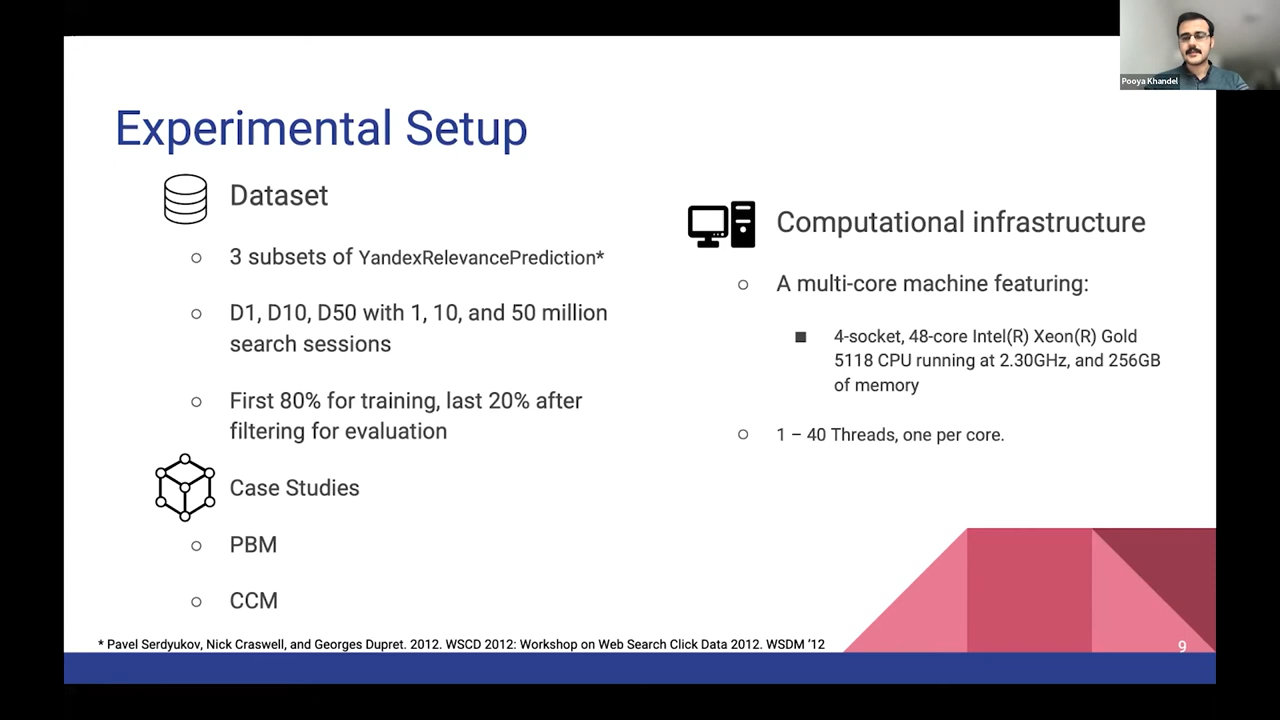 Experimental Setup
Dataset
○ 3 subsets of YandexRelevancePrediction*
○ D1, D10, D50 with 1, 10, and 50 million
search sessions
○ First 80% for training, last 20% after
filtering for evaluation
Case Studies
○ PBM
○ CCM
Computational infrastructure
○ A multi-core machine featuring:
■ 4-socket, 48-core Intel(R) Xeon(R) Gold
5118 CPU running at 2.30GHz, and 256GB
of memory
○ 1 – 40 Threads, one per core.
* Pavel Serdyukov, Nick Craswell, and Georges Dupret. 2012. WSCD 2012: Workshop on Web Search Click Data 2012. WSDM ’12
9
Pooya Khandel